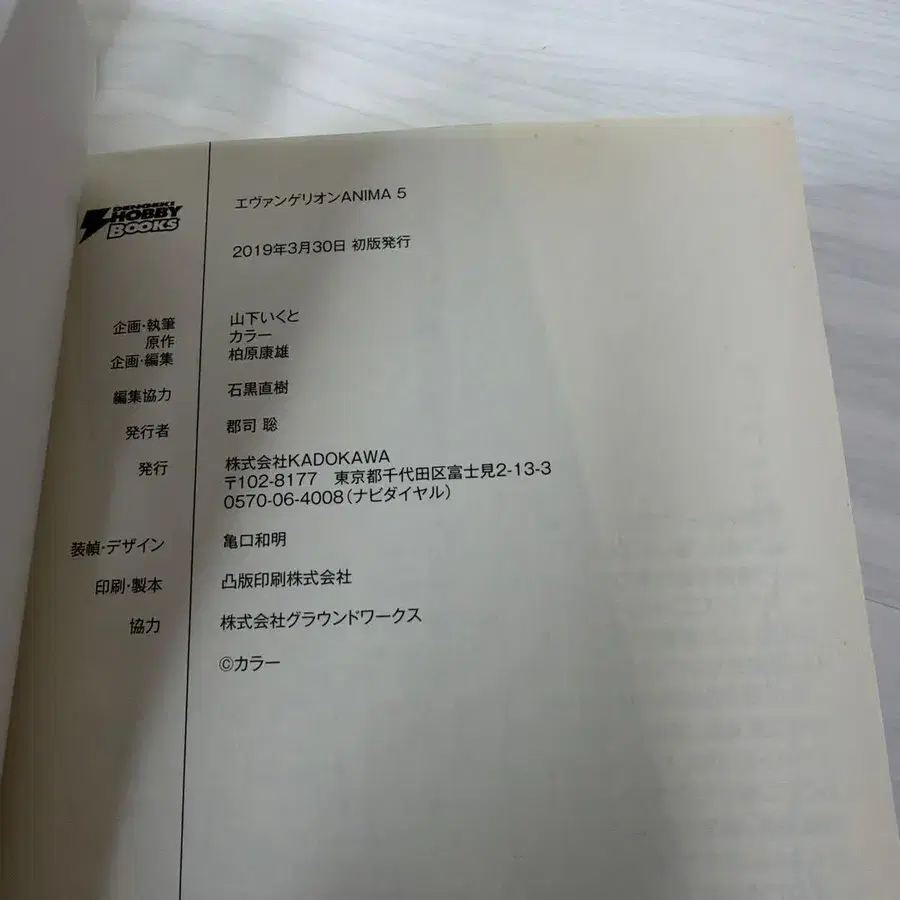 DENGEKI
HOBBY
BOOKS
エヴァンゲリオンANIMA 5
2019年3月30日 初版発行
企画・執筆 山下いくと
原作 カラー
企画・編集 柏原康雄
編集協力 石黒直樹
発行者 郡司 聡
発行 株式会社KADOKAWA
〒102-8177 東京都千代田区富士見2-13-3
0570-06-4008(ナビダイヤル)
装幀・デザイン 亀口和明
印刷・製本 凸版印刷株式会社
協力 株式会社グラウンドワークス
©カラー